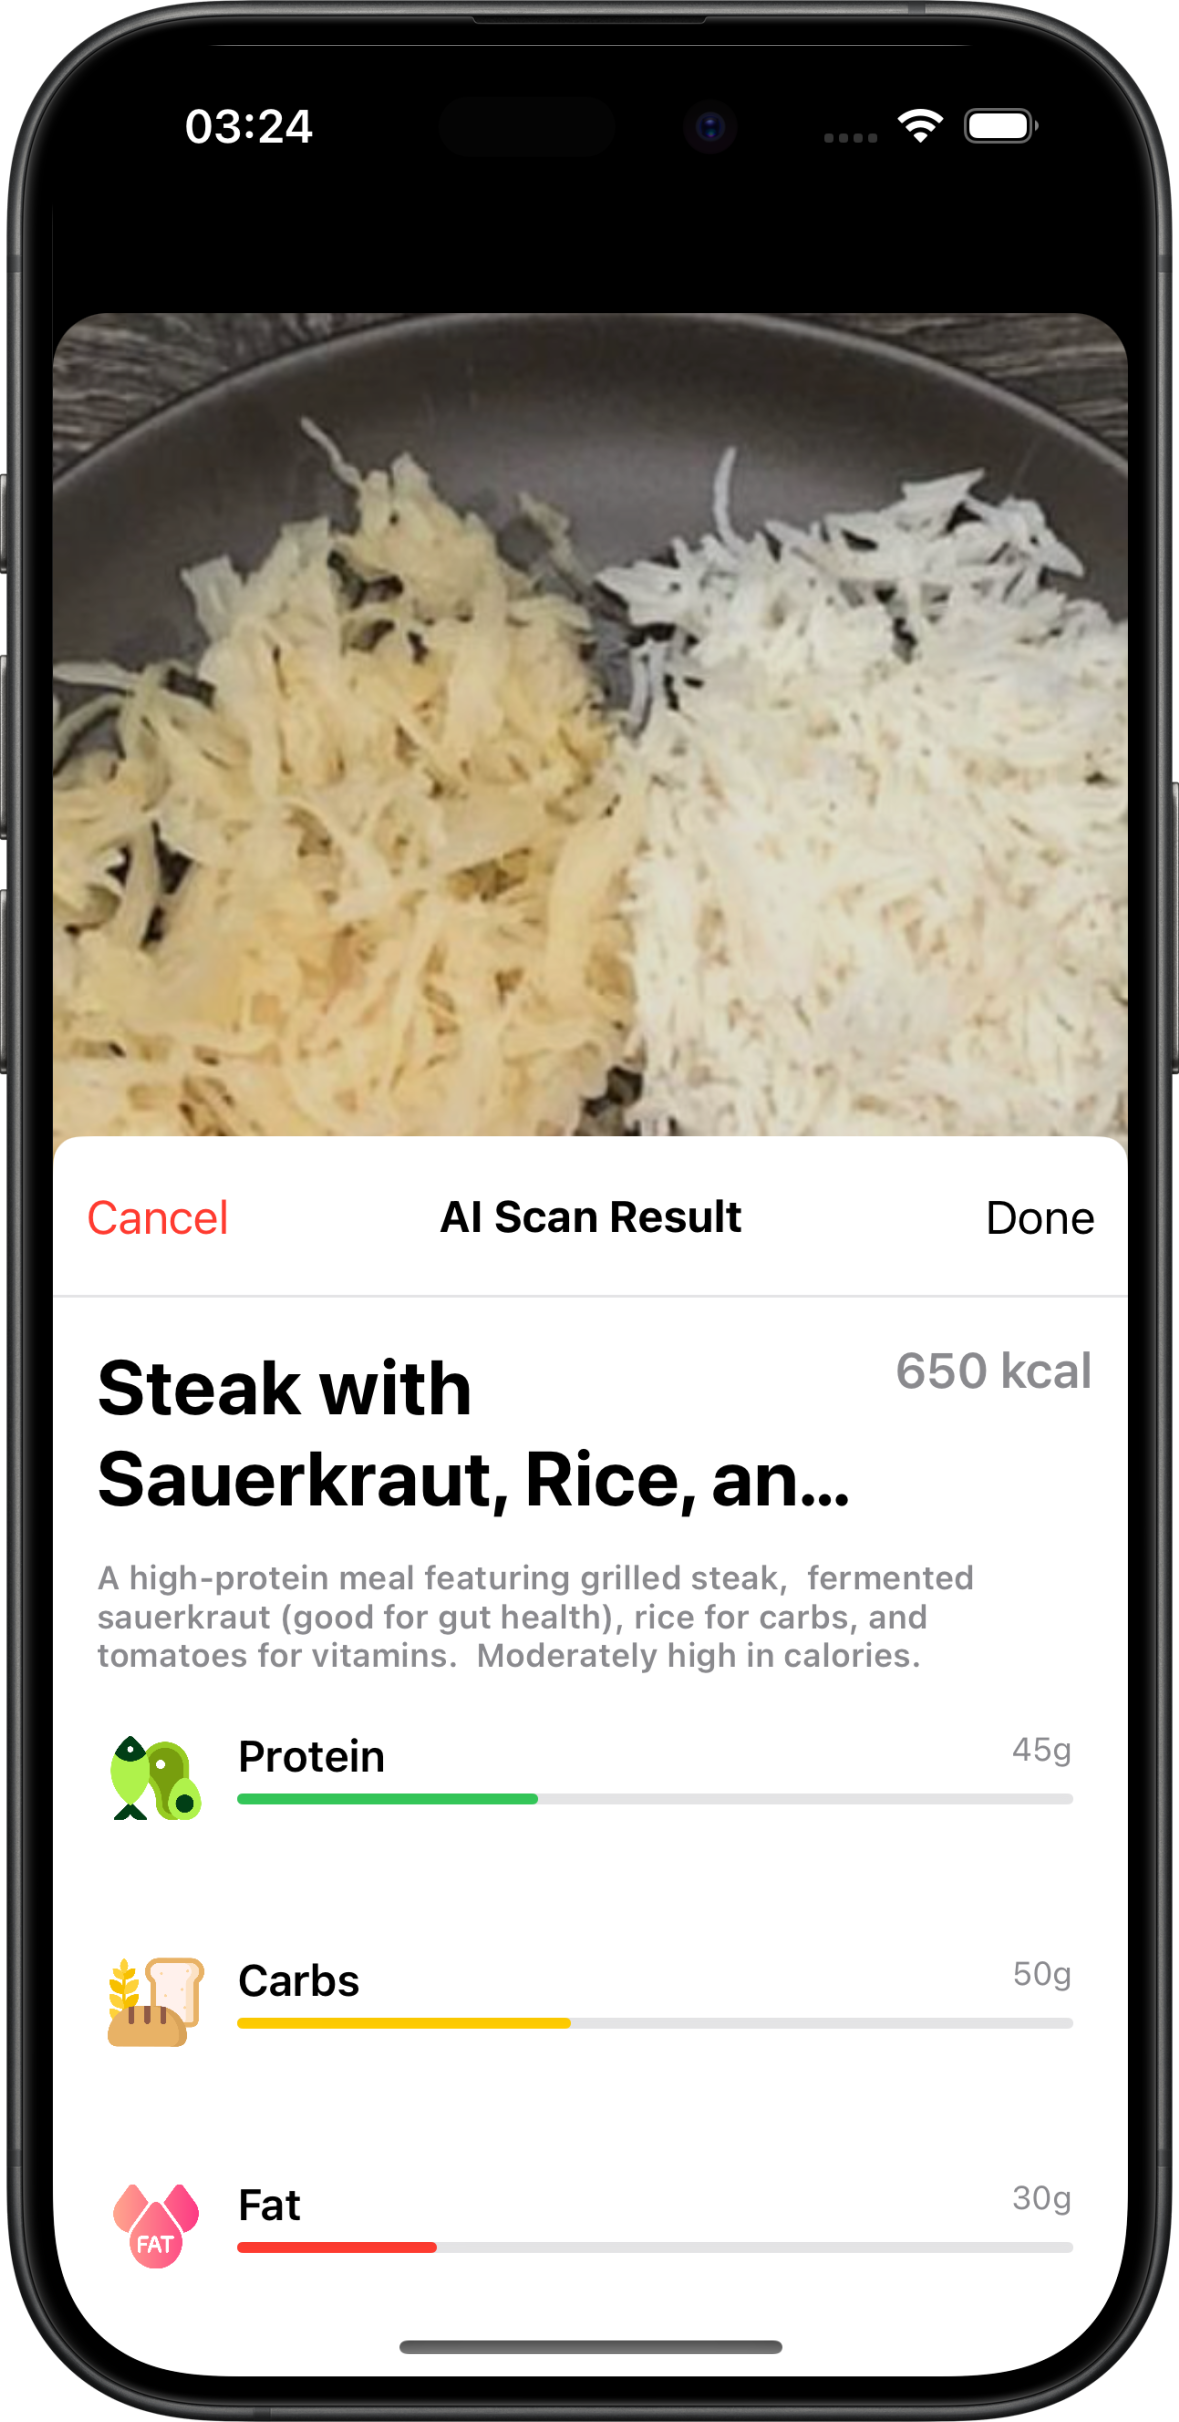 03:24
Cancel
AI Scan Result
Done
Steak with
650 kcal
Sauerkraut, Rice, an...
A high-protein meal featuring grilled steak,  fermented
sauerkraut (good for gut health), rice for carbs, and
tomatoes for vitamins.  Moderately high in calories.
Protein
45g
Carbs
50g
Fat
30g
FAT